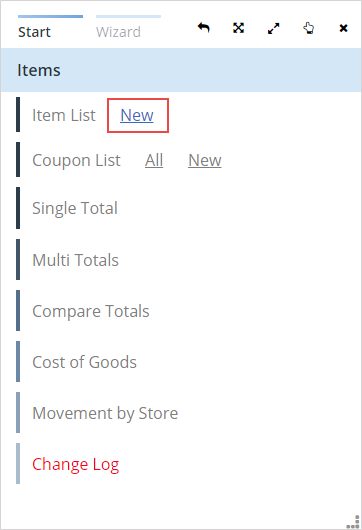 Start Wizard
Items
Item List New
Coupon List All New
Single Total
Multi Totals
Compare Totals
Cost of Goods
Movement by Store
Change Log